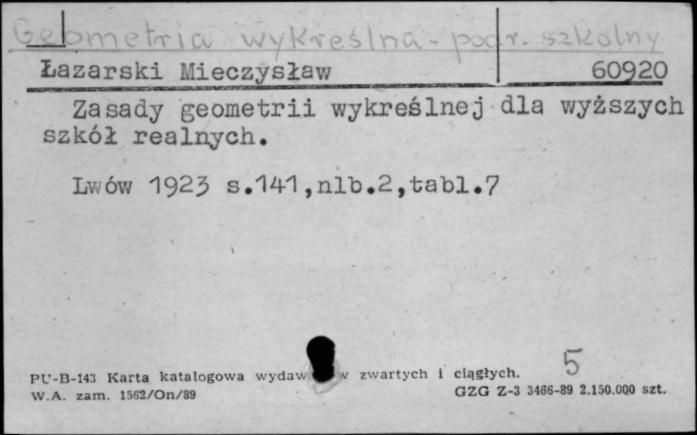 Geometria wykreślna - podr. szkolny
Łazarski Mieczysław 60920
Zasady geometrii wykreślnej dla wyższych
szkół realnych.
Lwów 1923 s.141,nlb.2,tabl.7
5
PU-B-143 Karta katalogowa wydaw w zwartych i ciągłych.
W.A. zam. 1562/On/89 GZG Z-3 3466-89 2.150.000 szt.